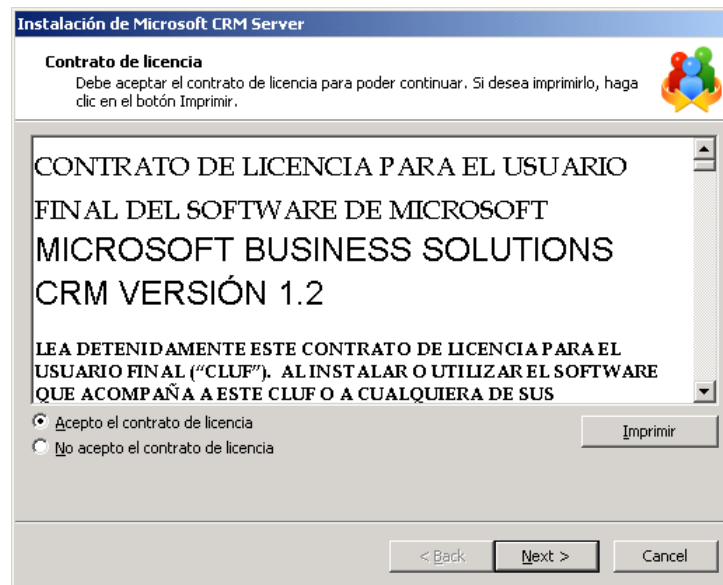 Instalación de Microsoft CRM Server
Contrato de licencia
Debe aceptar el contrato de licencia para poder continuar. Si desea imprimirlo, haga
clic en el botón Imprimir.
CONTRATO DE LICENCIA PARA EL USUARIO
FINAL DEL SOFTWARE DE MICROSOFT
MICROSOFT BUSINESS SOLUTIONS
CRM VERSIÓN 1.2
LEA DETENIDAMENTE ESTE CONTRATO DE LICENCIA PARA EL
USUARIO FINAL (“CLUF”). AL INSTALAR O UTILIZAR EL SOFTWARE
QUE ACOMPAÑA A ESTE CLUF O A CUALQUIERA DE SUS
Acepto el contrato de licencia
Imprimir
No acepto el contrato de licencia
< Back
Next >
Cancel